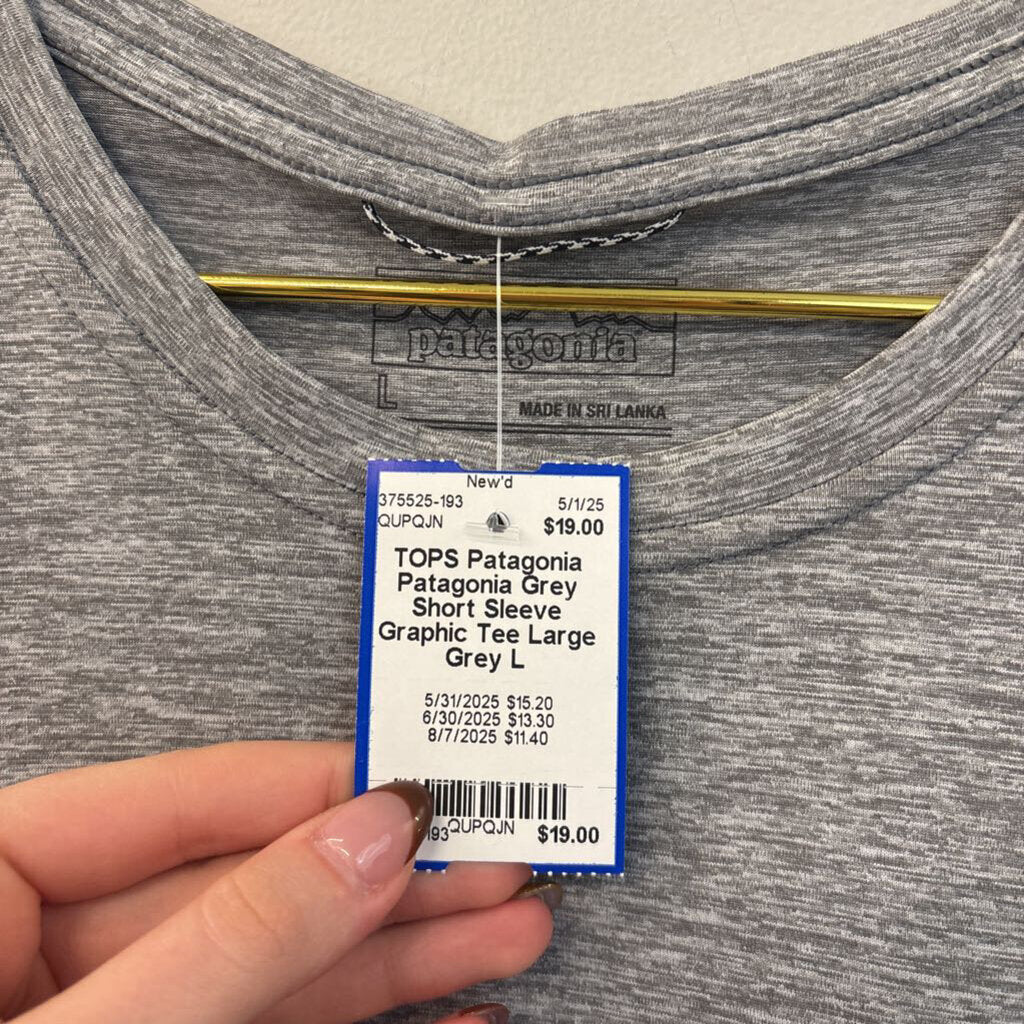 patagonia
L
MADE IN SRI LANKA
New'd
375525-193 5/1/25
QUPQJN $19.00
TOPS Patagonia
Patagonia Grey
Short Sleeve
Graphic Tee Large
Grey L
5/31/2025 $15.20
6/30/2025 $13.30
8/7/2025 $11.40
193 QUPQJN $19.00